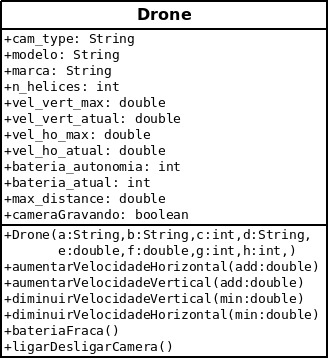 Drone
+cam_type: String
+modelo: String
+marca: String
+n_helices: int
+vel_vert_max: double
+vel_vert_atual: double
+vel_ho_max: double
+vel_ho_atual: double
+bateria_autonomia: int
+bateria_atual: int
+max_distance: double
+cameraGravando: boolean
+Drone(a:String,b:String,c:int,d:String,
e:double,f:double,g:int,h:int,)
+aumentarVelocidadeHorizontal(add:double)
+aumentarVelocidadeVertical(add:double)
+diminuirVelocidadeVertical(min:double)
+diminuirVelocidadeHorizontal(min:double)
+bateriaFraca()
+ligarDesligarCamera()